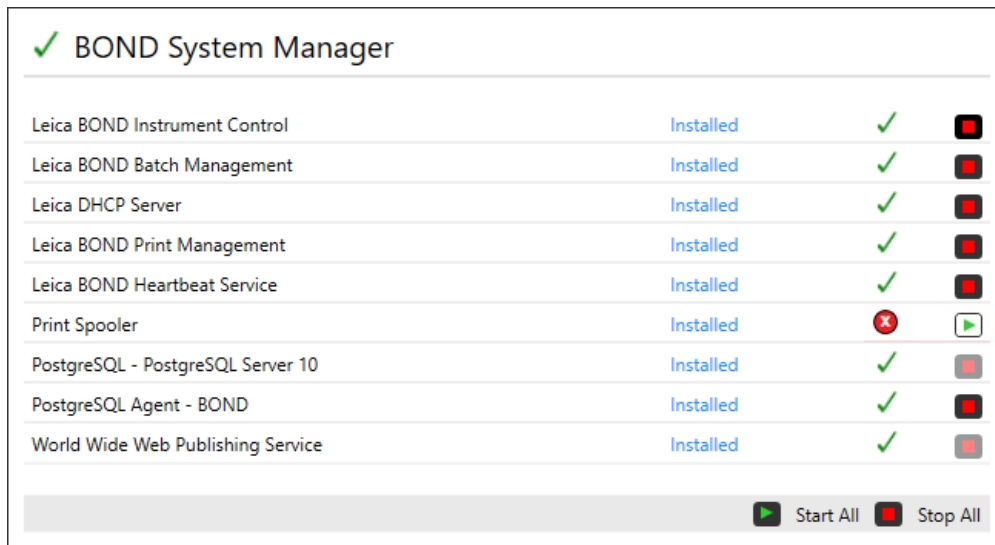 BOND System Manager
Leica BOND Instrument Control Installed
Leica BOND Batch Management Installed
Leica DHCP Server Installed
Leica BOND Print Management Installed
Leica BOND Heartbeat Service Installed
Print Spooler Installed
PostgreSQL - PostgreSQL Server 10 Installed
PostgreSQL Agent - BOND Installed
World Wide Web Publishing Service Installed
Start All Stop All